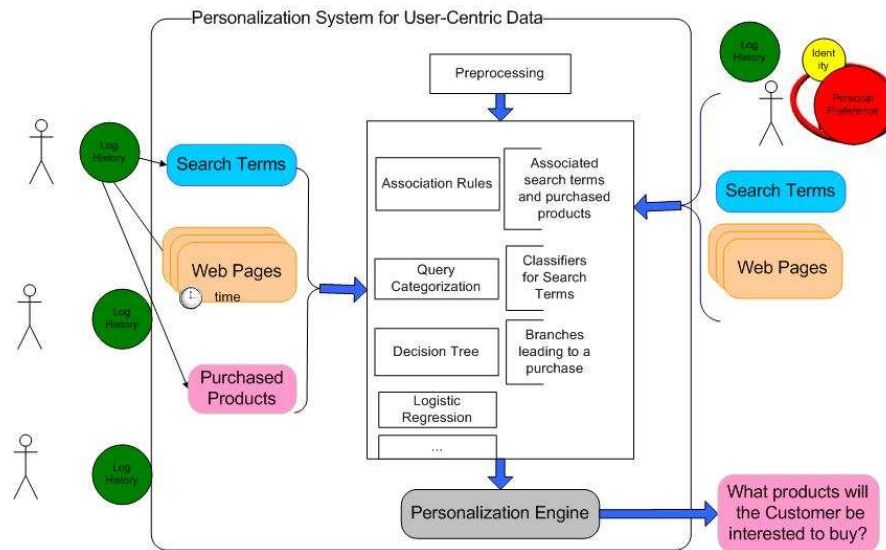 Personalization System for User-Centric Data
Preprocessing
Log
History
Search Terms
Web Pages
time
Purchased
Products
Log
History
Log
History
Association Rules
Associated
search terms
and purchased
products
Query
Categorization
Classifiers
for Search
Terms
Decision Tree
Branches
leading to a
purchase
Logistic
Regression
...
Personalization Engine
Log
History
Ident
ity
Personal
Preference
Search Terms
Web Pages
What products will
the Customer be
interested to buy?